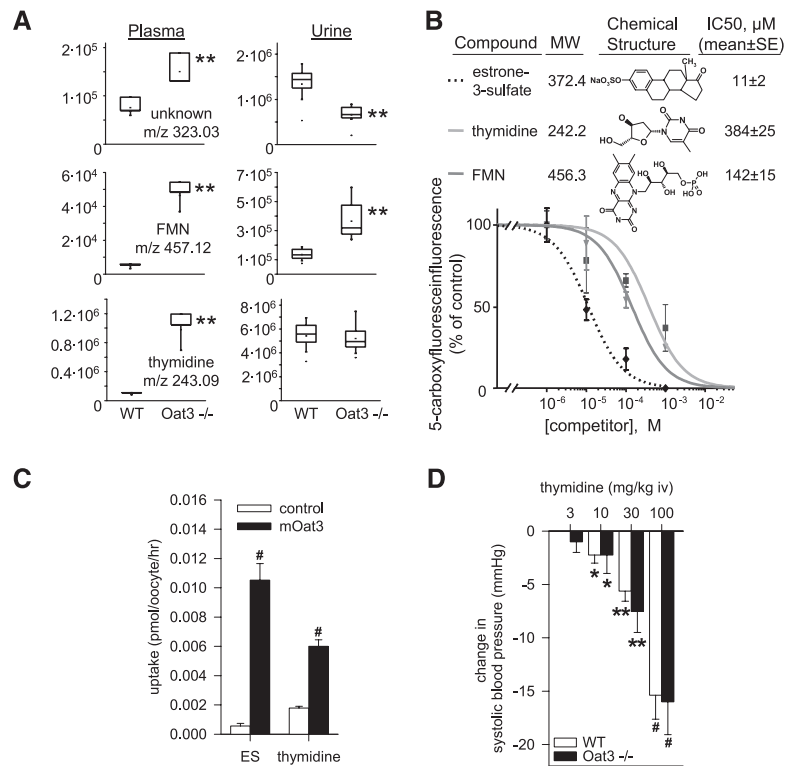 A
Plasma
Urine
2·10⁵
1·10⁵
0
**
unknown
m/z 323.03
2·10⁶
1·10⁶
0
**
6·10⁴
4·10⁴
2·10⁴
0
**
FMN
m/z 457.12
5·10⁵
3·10⁵
1·10⁵
0
**
1.2·10⁶
0.8·10⁶
0.4·10⁶
0
**
thymidine
m/z 243.09
8·10⁶
6·10⁶
4·10⁶
2·10⁶
0
WT Oat3 -/-
WT Oat3 -/-
B
Compound MW Chemical Structure IC50, µM (mean±SE)
estrone-3-sulfate 372.4 NaO₃SO CH₃ O 11±2
thymidine 242.2 HO O 384±25
FMN 456.3 142±15
5-carboxyfluoresceinfluorescence
(% of control)
100
50
0
10⁻⁶ 10⁻⁵ 10⁻⁴ 10⁻³ 10⁻²
[competitor], M
C
uptake (pmol/oocyte/hr)
0.016
0.014
0.012
0.010
0.008
0.006
0.004
0.002
0.000
control
mOat3
#
#
ES thymidine
D
thymidine (mg/kg iv)
3 10 30 100
change in
systolic blood pressure (mmHg)
0
-5
-10
-15
-20
*
*
**
**
#
#
WT
Oat3 -/-